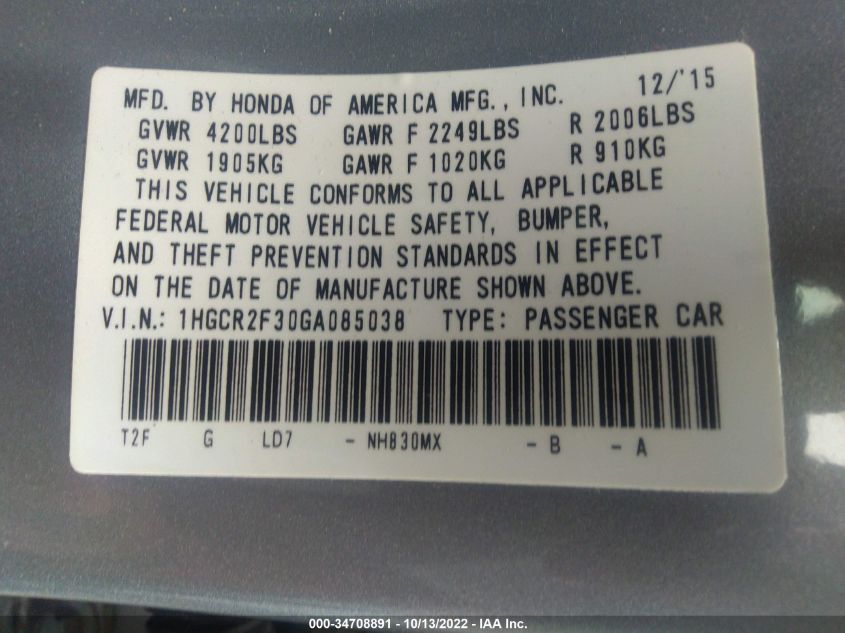 MFD. BY HONDA OF AMERICA MFG., INC. 12/'15
GVWR 4200LBS GAWR F 2249LBS R 2006LBS
GVWR 1905KG GAWR F 1020KG R 910KG
THIS VEHICLE CONFORMS TO ALL APPLICABLE
FEDERAL MOTOR VEHICLE SAFETY, BUMPER,
AND THEFT PREVENTION STANDARDS IN EFFECT
ON THE DATE OF MANUFACTURE SHOWN ABOVE.
V.I.N.: 1HGCR2F30GA085038 TYPE: PASSENGER CAR
T2F G LD7 - NH830MX - B - A
000-34708891 - 10/13/2022 - IAA Inc.